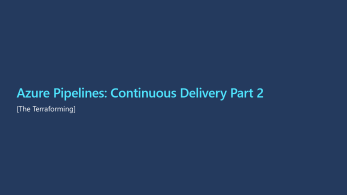 Azure Pipelines: Continuous Delivery Part 2
[The Terraforming]